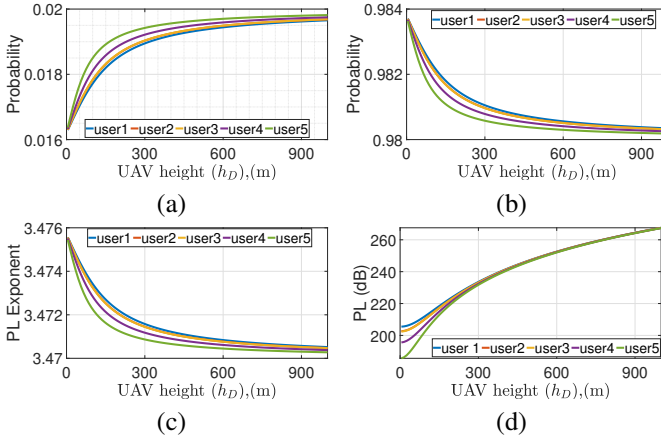 0.02
0.018
0.016
Probability
user1 user2 user3 user4 user5
0 300 600 900
UAV height (h_D),(m)
(a)
0.984
0.982
0.98
Probability
user1 user2 user3 user4 user5
0 300 600 900
UAV height (h_D),(m)
(b)
3.476
3.474
3.472
3.47
PL Exponent
user1 user2 user3 user4 user5
0 300 600 900
UAV height (h_D),(m)
(c)
260
240
220
200
PL (dB)
user 1 user2 user3 user4 user5
0 300 600 900
UAV height (h_D),(m)
(d)